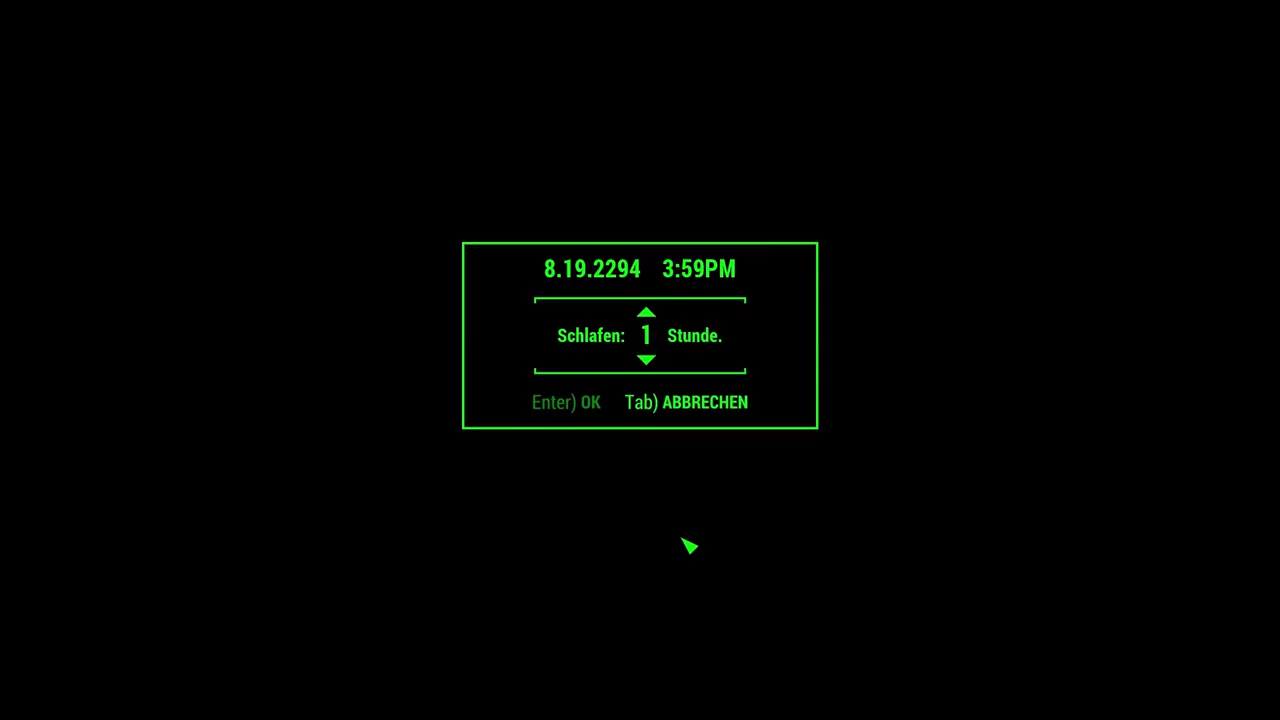 8.19.2294 3:59PM
Schlafen: 1 Stunde.
Enter) OK Tab) ABBRECHEN